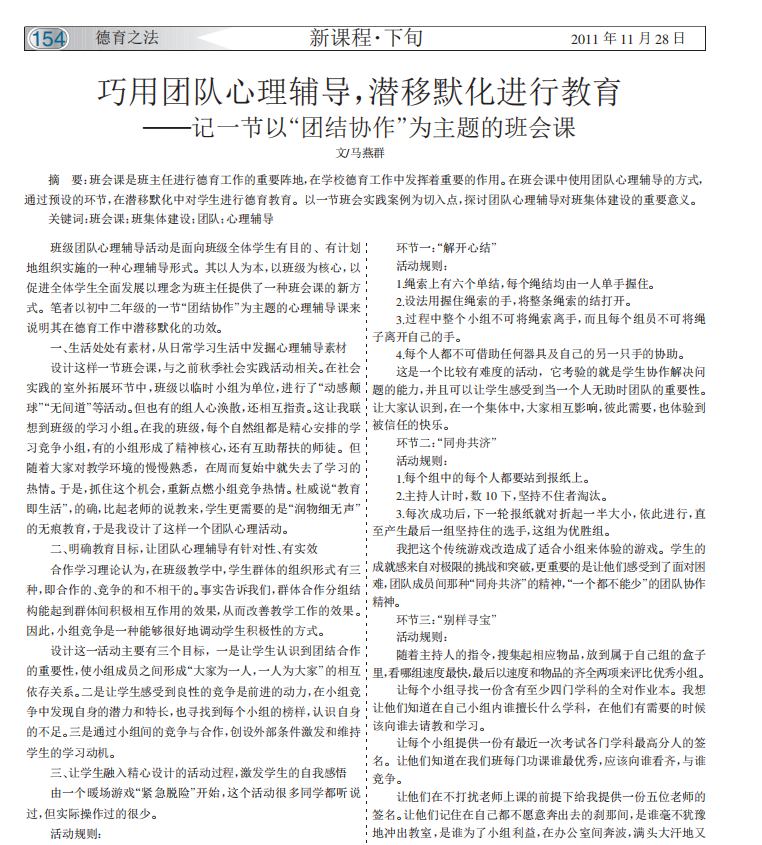 154 德育之法 新课程·下旬 2011 年 11 月 28 日
巧用团队心理辅导，潜移默化进行教育
——记一节以“团结协作”为主题的班会课
文/马燕群
摘 要：班会课是班主任进行德育工作的重要阵地，在学校德育工作中发挥着重要的作用。在班会课中使用团队心理辅导的方式，
通过预设的环节，在潜移默化中对学生进行德育教育。以一节班会实践案例为切入点，探讨团队心理辅导对班集体建设的重要意义。
关键词：班会课；班集体建设；团队；心理辅导
班级团队心理辅导活动是面向班级全体学生有目的、有计划
地组织实施的一种心理辅导形式。其以人为本，以班级为核心，以
促进全体学生全面发展以理念为班主任提供了一种班会课的新方
式。笔者以初中二年级的一节“团结协作”为主题的心理辅导课来
说明其在德育工作中潜移默化的功效。
一、生活处处有素材，从日常学习生活中发掘心理辅导素材
设计这样一节班会课，与之前秋季社会实践活动相关。在社会
实践的室外拓展环节中，班级以临时小组为单位，进行了“动感颠
球”“无间道”等活动。但也有的组人心涣散，还相互指责。这让我联
想到班级的学习小组。在我的班级，每个自然组都是精心安排的学
习竞争小组，有的小组形成了精神核心，还有互助帮扶的师徒。但
随着大家对教学环境的慢慢熟悉，在周而复始中就失去了学习的
热情。于是，抓住这个机会，重新点燃小组竞争热情。杜威说“教育
即生活”，的确，比起老师的说教来，学生更需要的是“润物细无声”
的无痕教育，于是我设计了这样一个团队心理活动。
二、明确教育目标，让团队心理辅导有针对性、有实效
合作学习理论认为，在班级教学中，学生群体的组织形式有三
种，即合作的、竞争的和不相干的。事实告诉我们，群体合作分组结
构能起到群体间积极相互作用的效果，从而改善教学工作的效果。
因此，小组竞争是一种能够很好地调动学生积极性的方式。
设计这一活动主要有三个目标，一是让学生认识到团结合作
的重要性，使小组成员之间形成“大家为一人，一人为大家”的相互
依存关系。二是让学生感受到良性的竞争是前进的动力，在小组竞
争中发现自身的潜力和特长，也寻找到每个小组的榜样，认识自身
的不足。三是通过小组间的竞争与合作，创设外部条件激发和维持
学生的学习动机。
三、让学生融入精心设计的活动过程，激发学生的自我感悟
由一个暖场游戏“紧急脱险”开始，这个活动很多同学都听说
过，但实际操作过的很少。
活动规则：
环节一：“解开心结”
活动规则：
1.绳索上有六个单结，每个绳结均由一人单手握住。
2.设法用握住绳索的手，将整条绳索的结打开。
3.过程中整个小组不可将绳索离手，而且每个组员不可将绳
子离开自己的手。
4.每个人都不可借助任何器具及自己的另一只手的协助。
这是一个比较有难度的活动，它考验的就是学生协作解决问
题的能力，并且可以让学生感受到当一个人无助时团队的重要性。
让大家认识到，在一个集体中，大家相互影响，彼此需要，也体验到
被信任的快乐。
环节二：“同舟共济”
活动规则：
1.每个组中的每个人都要站到报纸上。
2.主持人计时，数 10 下，坚持不住者淘汰。
3.每次成功后，下一轮报纸就对折起一半大小，依此进行，直
至产生最后一组坚持住的选手，这组为优胜组。
我把这个传统游戏改造成了适合小组来体验的游戏。学生的
成就感来自对极限的挑战和突破，更重要的是让他们感受到了面对困
难，团队成员间那种“同舟共济”的精神，“一个都不能少”的团队协作
精神。
环节三：“别样寻宝”
活动规则：
随着主持人的指令，搜集起相应物品，放到属于自己组的盒子
里，看哪组速度最快，最后以速度和物品的齐全两项来评比优秀小组。
让每个小组寻找一份含有至少四门学科的全对作业本。我想
让他们知道在自己小组内谁擅长什么学科，在他们有需要的时候
该向谁去请教和学习。
让每个小组提供一份有最近一次考试各门学科最高分人的签
名。让他们知道在我们班每门功课谁最优秀，应该向谁看齐，与谁
竞争。
让他们在不打扰老师上课的前提下给我提供一份五位老师的
签名。让他们记住在自己都不愿意奔出去的刹那间，是谁毫不犹豫
地冲出教室，是谁为了小组利益，在办公室间奔波，满头大汗地又